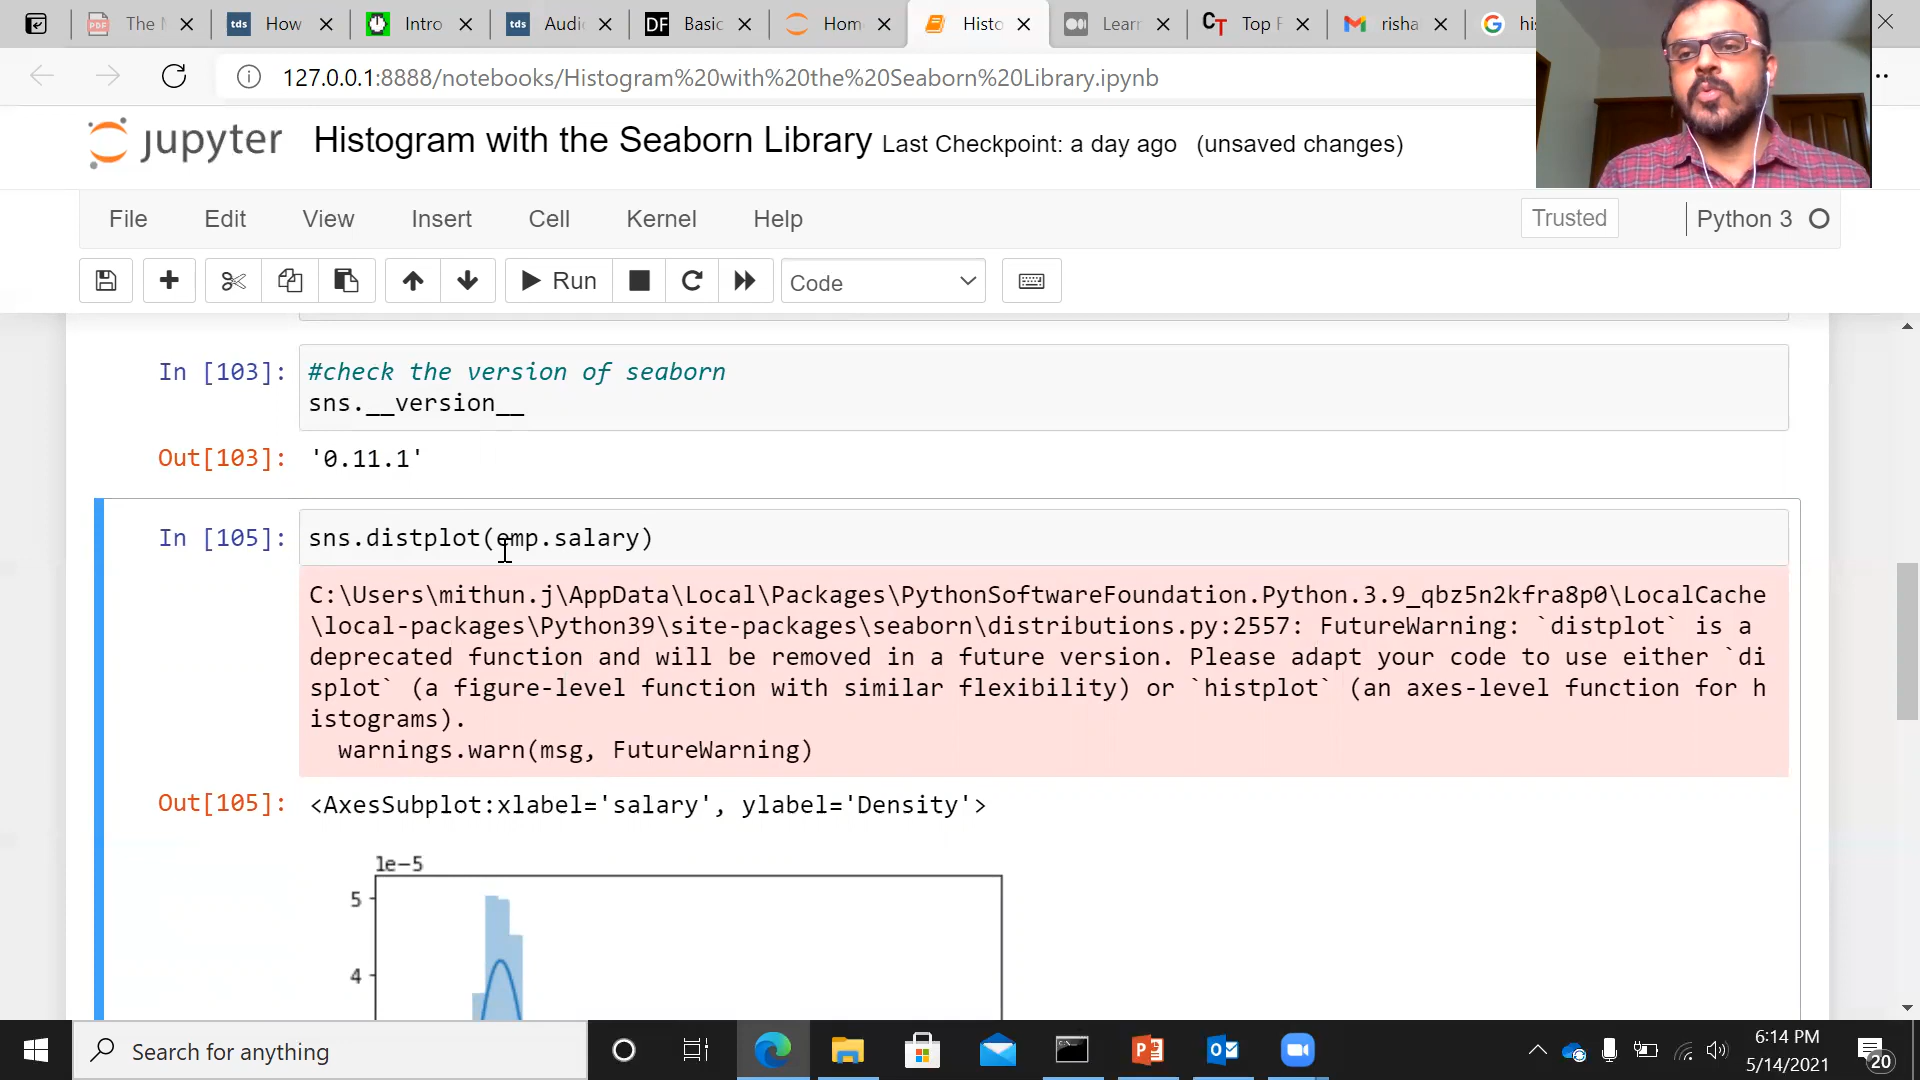 The
How
Intro
Audi
Basic
Hom
Histo
Learn
Top F
risha
his
127.0.0.1:8888/notebooks/Histogram%20with%20the%20Seaborn%20Library.ipynb
jupyter Histogram with the Seaborn Library Last Checkpoint: a day ago (unsaved changes)
File Edit View Insert Cell Kernel Help Trusted Python 3
Run Code
In [103]: #check the version of seaborn
sns.__version__
Out[103]: '0.11.1'
In [105]: sns.distplot(emp.salary)
C:\Users\mithun.j\AppData\Local\Packages\PythonSoftwareFoundation.Python.3.9_qbz5n2kfra8p0\LocalCache
\local-packages\Python39\site-packages\seaborn\distributions.py:2557: FutureWarning: `distplot` is a
deprecated function and will be removed in a future version. Please adapt your code to use either `di
splot` (a figure-level function with similar flexibility) or `histplot` (an axes-level function for h
istograms).
warnings.warn(msg, FutureWarning)
Out[105]: <AxesSubplot:xlabel='salary', ylabel='Density'>
1e−5
5
4
Search for anything
6:14 PM
5/14/2021
20